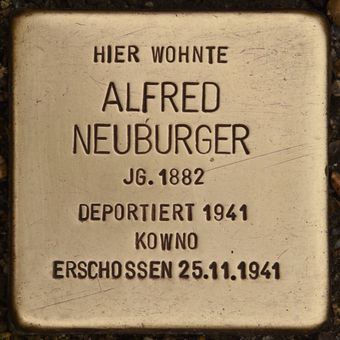 HIER WOHNTE
ALFRED
NEUBURGER
JG. 1882
DEPORTIERT 1941
KOWNO
ERSCHOSSEN 25.11.1941